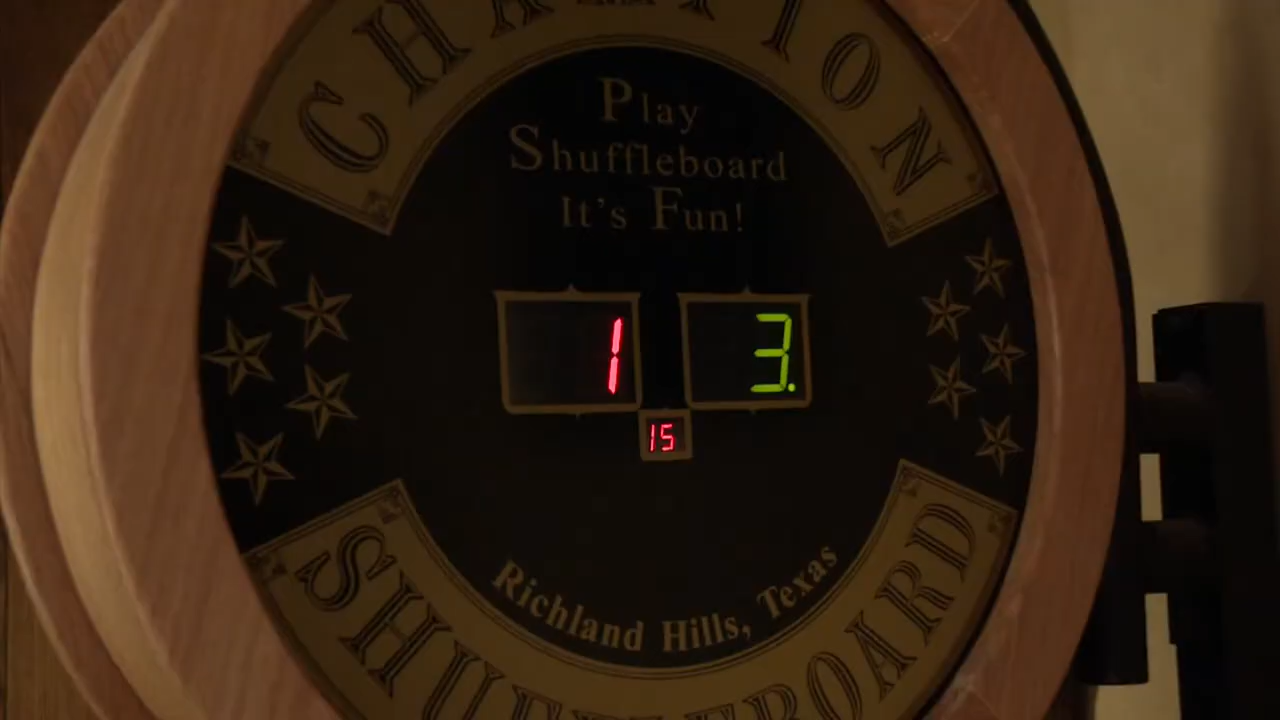 CHAMPION
Play
Shuffleboard
It's Fun!
1 3.
15
Richland Hills, Texas
SHUFFLEBOARD